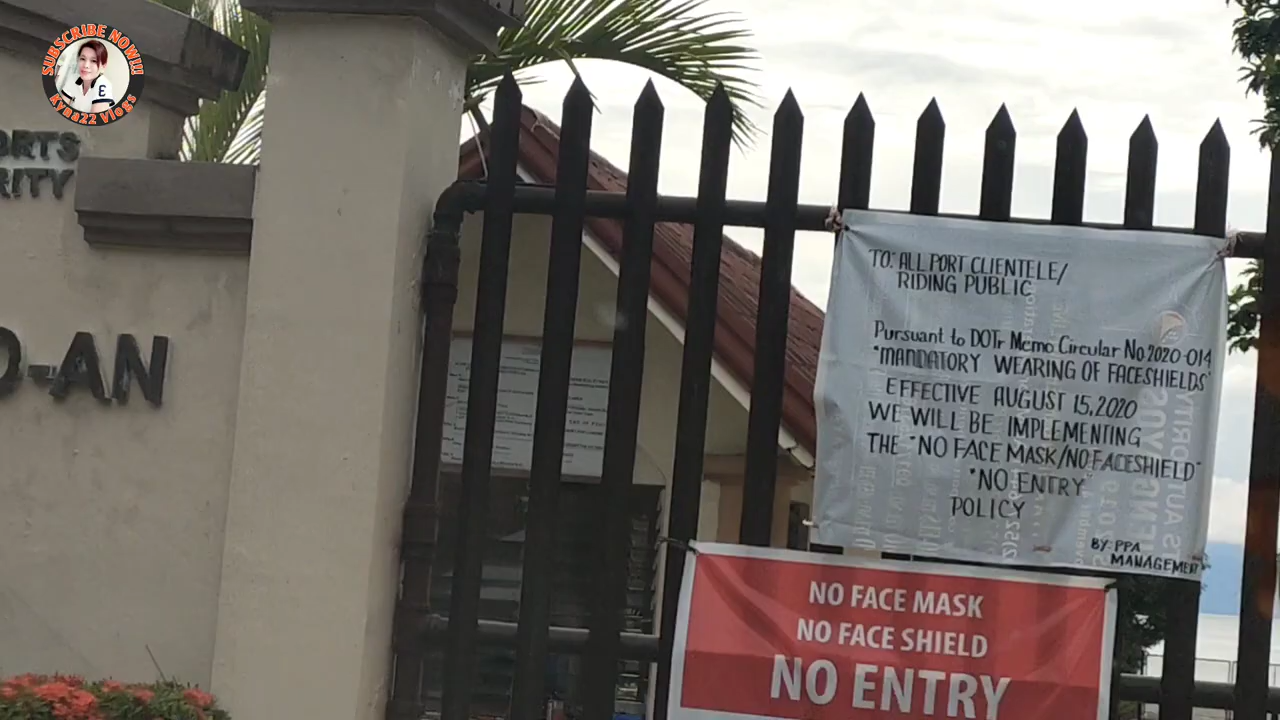 SUBSCRIBE NOW!!!
Kyna22 Vlogs
ORTS
RITY
O-AN
TO: ALL PORT CLIENTELE/
RIDING PUBLIC
Pursuant to DOTr Memo Circular No. 2020-014
"MANDATORY WEARING OF FACESHIELDS"
EFFECTIVE AUGUST 15, 2020
WE WILL BE IMPLEMENTING
THE "NO FACE MASK/NO FACESHIELD"
"NO ENTRY"
POLICY
BY: PPA
MANAGEMENT
NO FACE MASK
NO FACE SHIELD
NO ENTRY